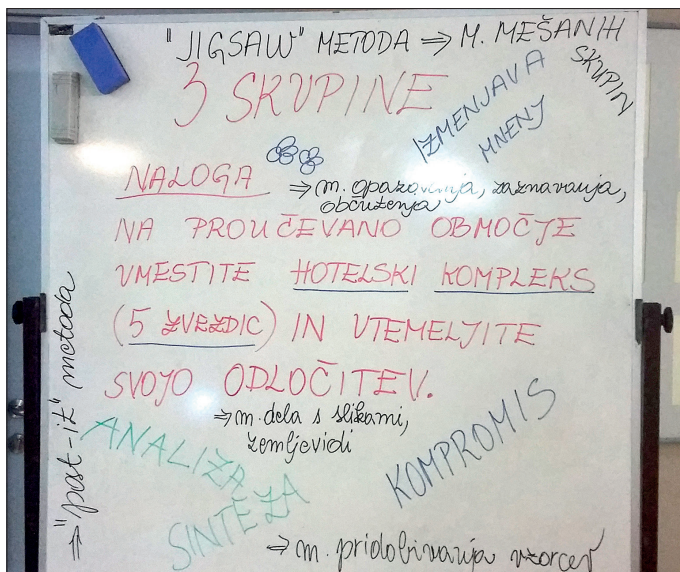 "JIGSAW" METODA ⇒ M. MEŠANIH
SKUPIN
3 SKUPINE
IZMENJAVA
MNENJ
NALOGA
⇒ m. opazovanja, zaznavanja,
občutenja
NA PROUČEVANO OBMOČJE
VMESTITE HOTELSKI KOMPLEKS
(5 ZVEZDIC) IN UTEMELJITE
SVOJO ODLOČITEV.
⇒ m. dela s slikami,
zemljevidi
ANALIZA
SINTEZA
KOMPROMIS
⇒ "post-it" metoda
⇒ m. pridobivanja vzorcev